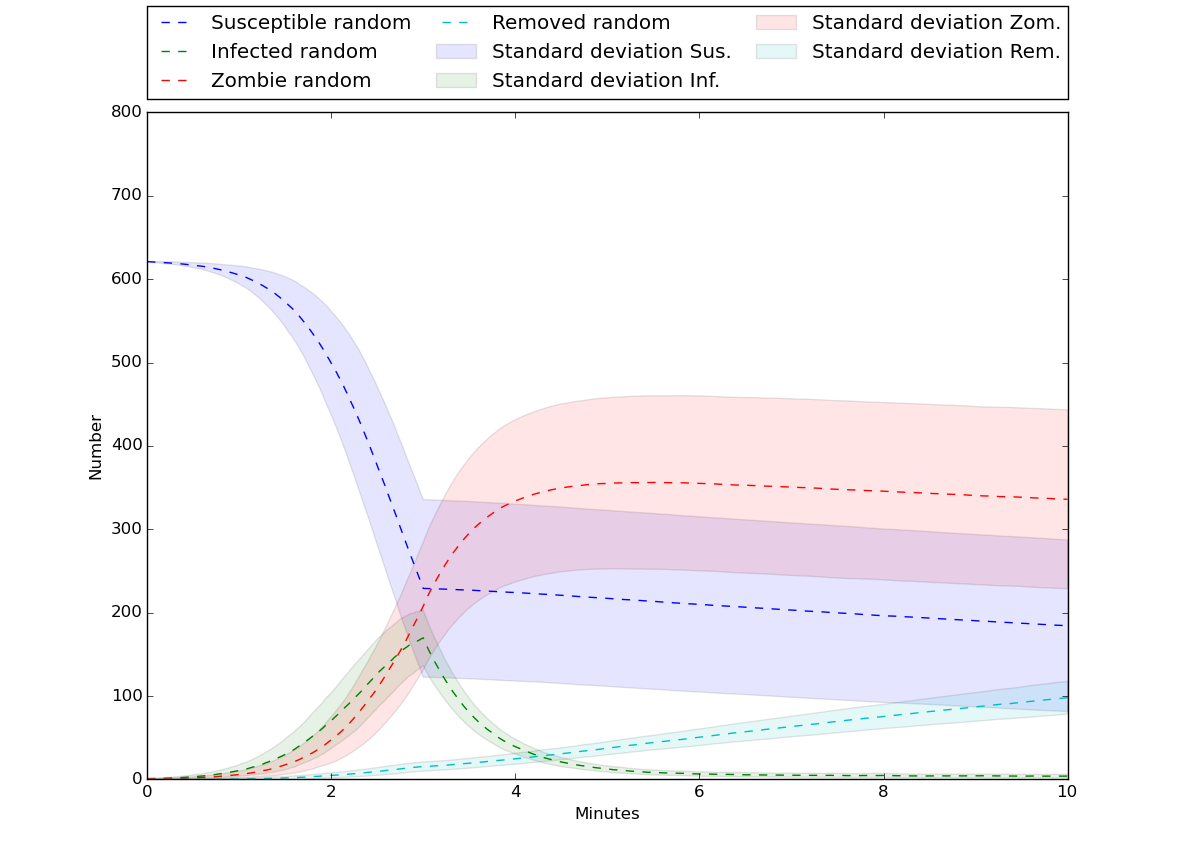 Susceptible random
Infected random
Zombie random
Removed random
Standard deviation Sus.
Standard deviation Inf.
Standard deviation Zom.
Standard deviation Rem.
800
700
600
500
400
300
200
100
0
Number
0 2 4 6 8 10
Minutes